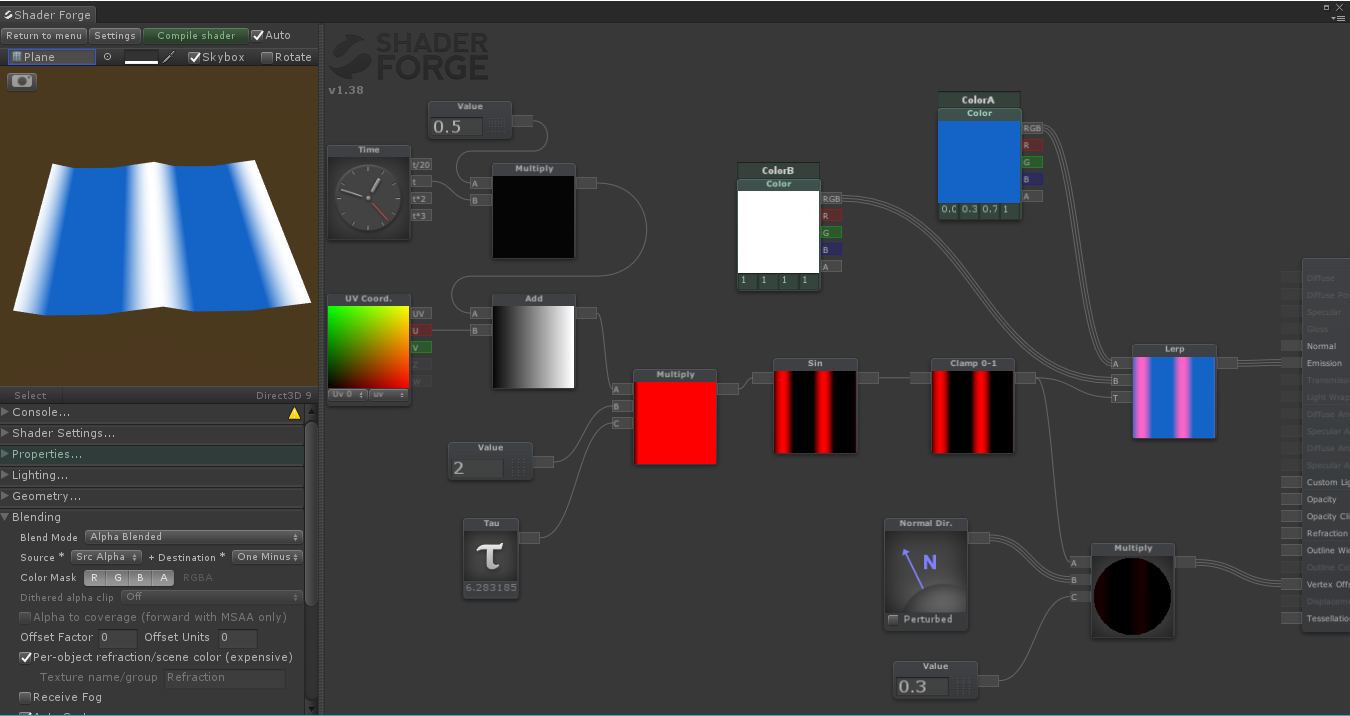 Shader Forge
Return to menu Settings Compile shader Auto
Plane Skybox Rotate
Select Direct3D 9
Console...
Shader Settings...
Properties...
Lighting...
Geometry...
Blending
Blend Mode Alpha Blended
Source * Src Alpha + Destination * One Minus
Color Mask R G B A RGBA
Dithered alpha clip Off
Alpha to coverage (forward with MSAA only)
Offset Factor 0 Offset Units 0
Per-object refraction/scene color (expensive)
Texture name/group Refraction
Receive Fog
SHADER
FORGE
v1.38
Value
0.5
Time
t/20
t
t*2
t*3
Multiply
A
B
UV Coord.
UV
U
V
Z
W
Uv 0 uv
Add
A
B
Value
2
Tau
τ
6.283185
Multiply
A
B
C
Sin
Clamp 0-1
ColorB
Color
RGB
R
G
B
A
1 1 1 1
ColorA
Color
RGB
R
G
B
A
0.0 0.3 0.7 1
Lerp
A
B
T
Normal Dir.
N
Perturbed
Value
0.3
Multiply
A
B
C
Diffuse
Diffuse Po
Specular
Gloss
Normal
Emission
Transmiss
Light Wrap
Diffuse Am
Specular A
Diffuse Am
Specular A
Custom Lig
Opacity
Opacity Cli
Refraction
Outline Wi
Outline Co
Vertex Off
Displacem
Tessellatio